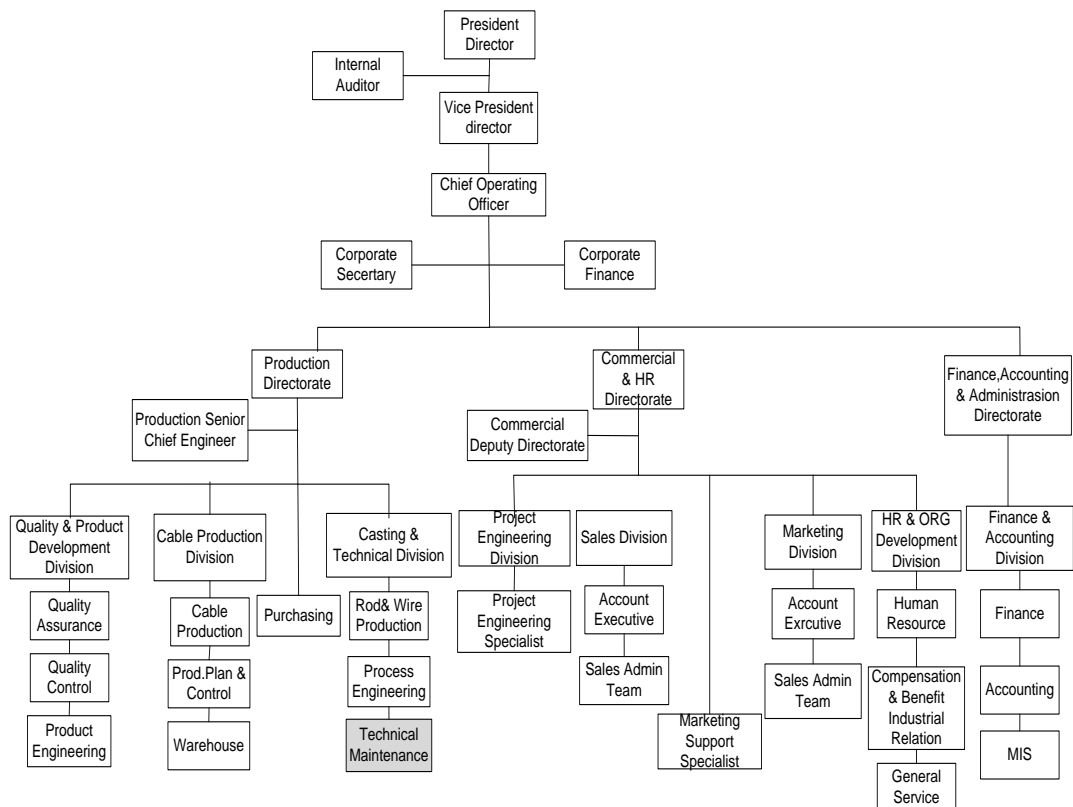 President
Director
Internal
Auditor
Vice President
director
Chief Operating
Officer
Corporate
Secertary
Corporate
Finance
Production
Directorate
Commercial
& HR
Directorate
Finance,Accounting
& Administrasion
Directorate
Production Senior
Chief Engineer
Commercial
Deputy Directorate
Quality & Product
Development
Division
Cable Production
Division
Casting &
Technical Division
Project
Engineering
Division
Sales Division
Marketing
Division
HR & ORG
Development
Division
Finance &
Accounting Division
Quality
Assurance
Cable
Production
Purchasing
Rod& Wire
Production
Project
Engineering
Specialist
Account
Executive
Account
Exrcutive
Human
Resource
Finance
Quality
Control
Prod.Plan &
Control
Process
Engineering
Sales Admin
Team
Sales Admin
Team
Compensation
& Benefit
Industrial
Relation
Accounting
Product
Engineering
Warehouse
Technical
Maintenance
Marketing
Support
Specialist
MIS
General
Service